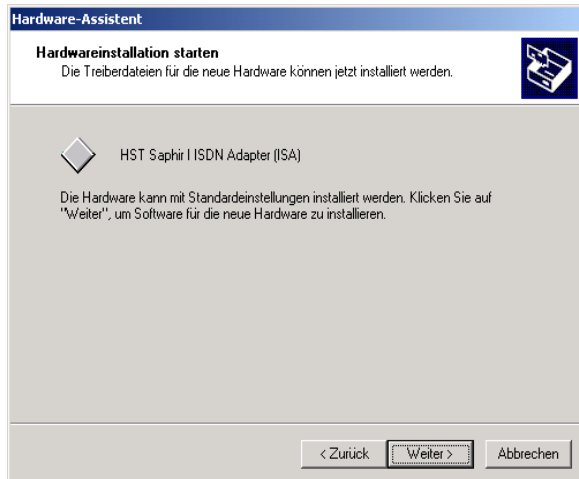 Hardware-Assistent
Hardwareinstallation starten
Die Treiberdateien für die neue Hardware können jetzt installiert werden.
HST Saphir I ISDN Adapter (ISA)
Die Hardware kann mit Standardeinstellungen installiert werden. Klicken Sie auf
"Weiter", um Software für die neue Hardware zu installieren.
< Zurück
Weiter >
Abbrechen